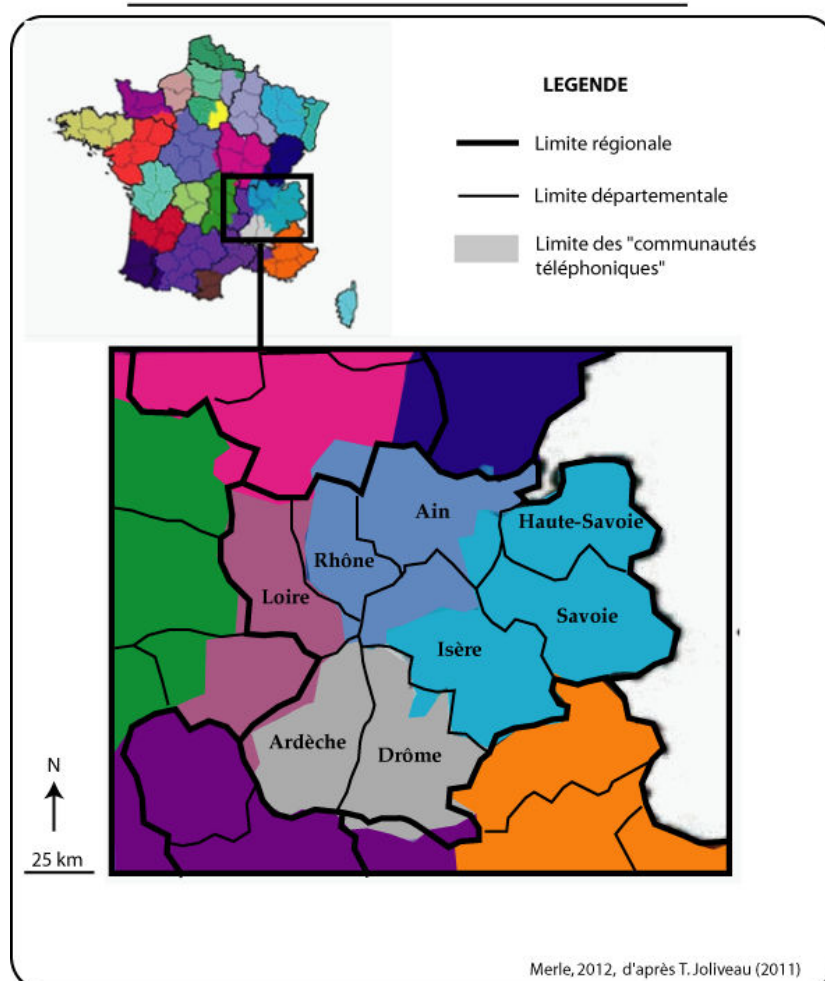 LEGENDE
Limite régionale
Limite départementale
Limite des "communautés
téléphoniques"
Ain
Haute-Savoie
Rhône
Loire
Savoie
Isère
Ardèche
Drôme
N
25 km
Merle, 2012, d'après T. Joliveau (2011)